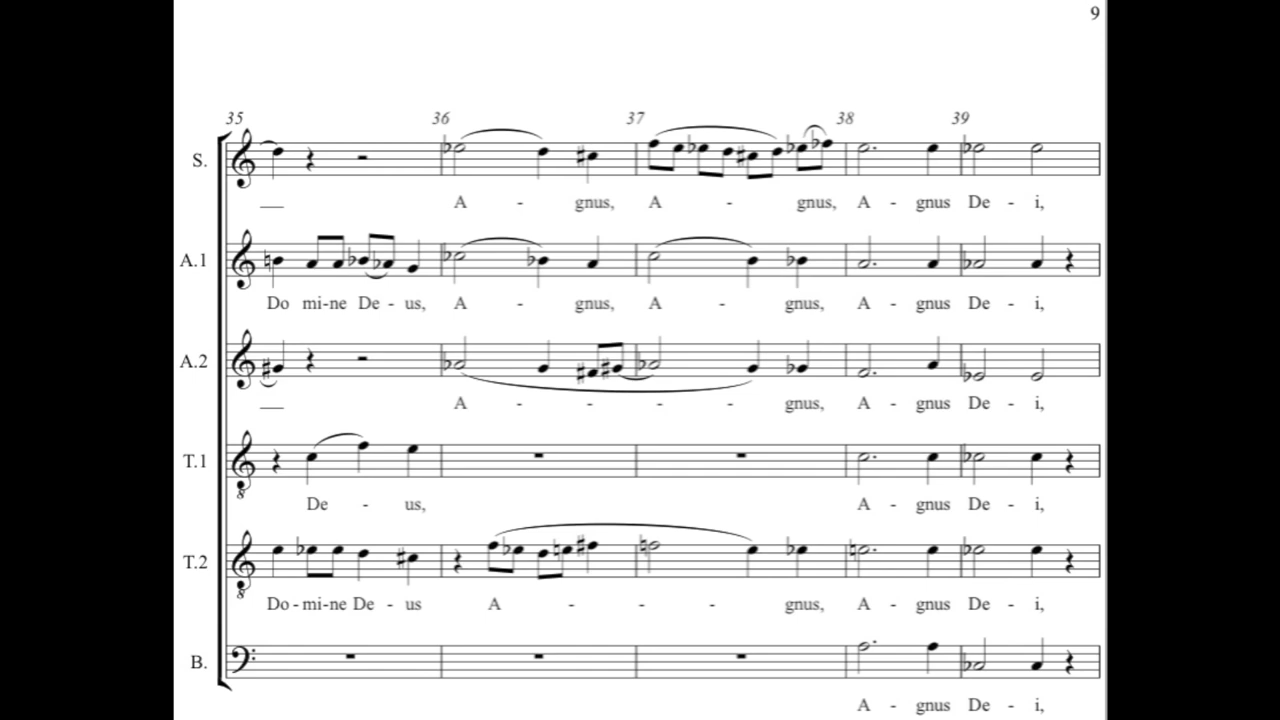 9
35 36 37 38 39
S.
A - gnus, A - gnus, A - gnus De - i,
A.1
Do mi-ne De - us, A - gnus, A - gnus, A - gnus De - i,
A.2
A - - - - gnus, A - gnus De - i,
T.1
8
De - us, A - gnus De - i,
T.2
8
Do - mi-ne De - us A - - - gnus, A - gnus De - i,
B.
A - gnus De - i,